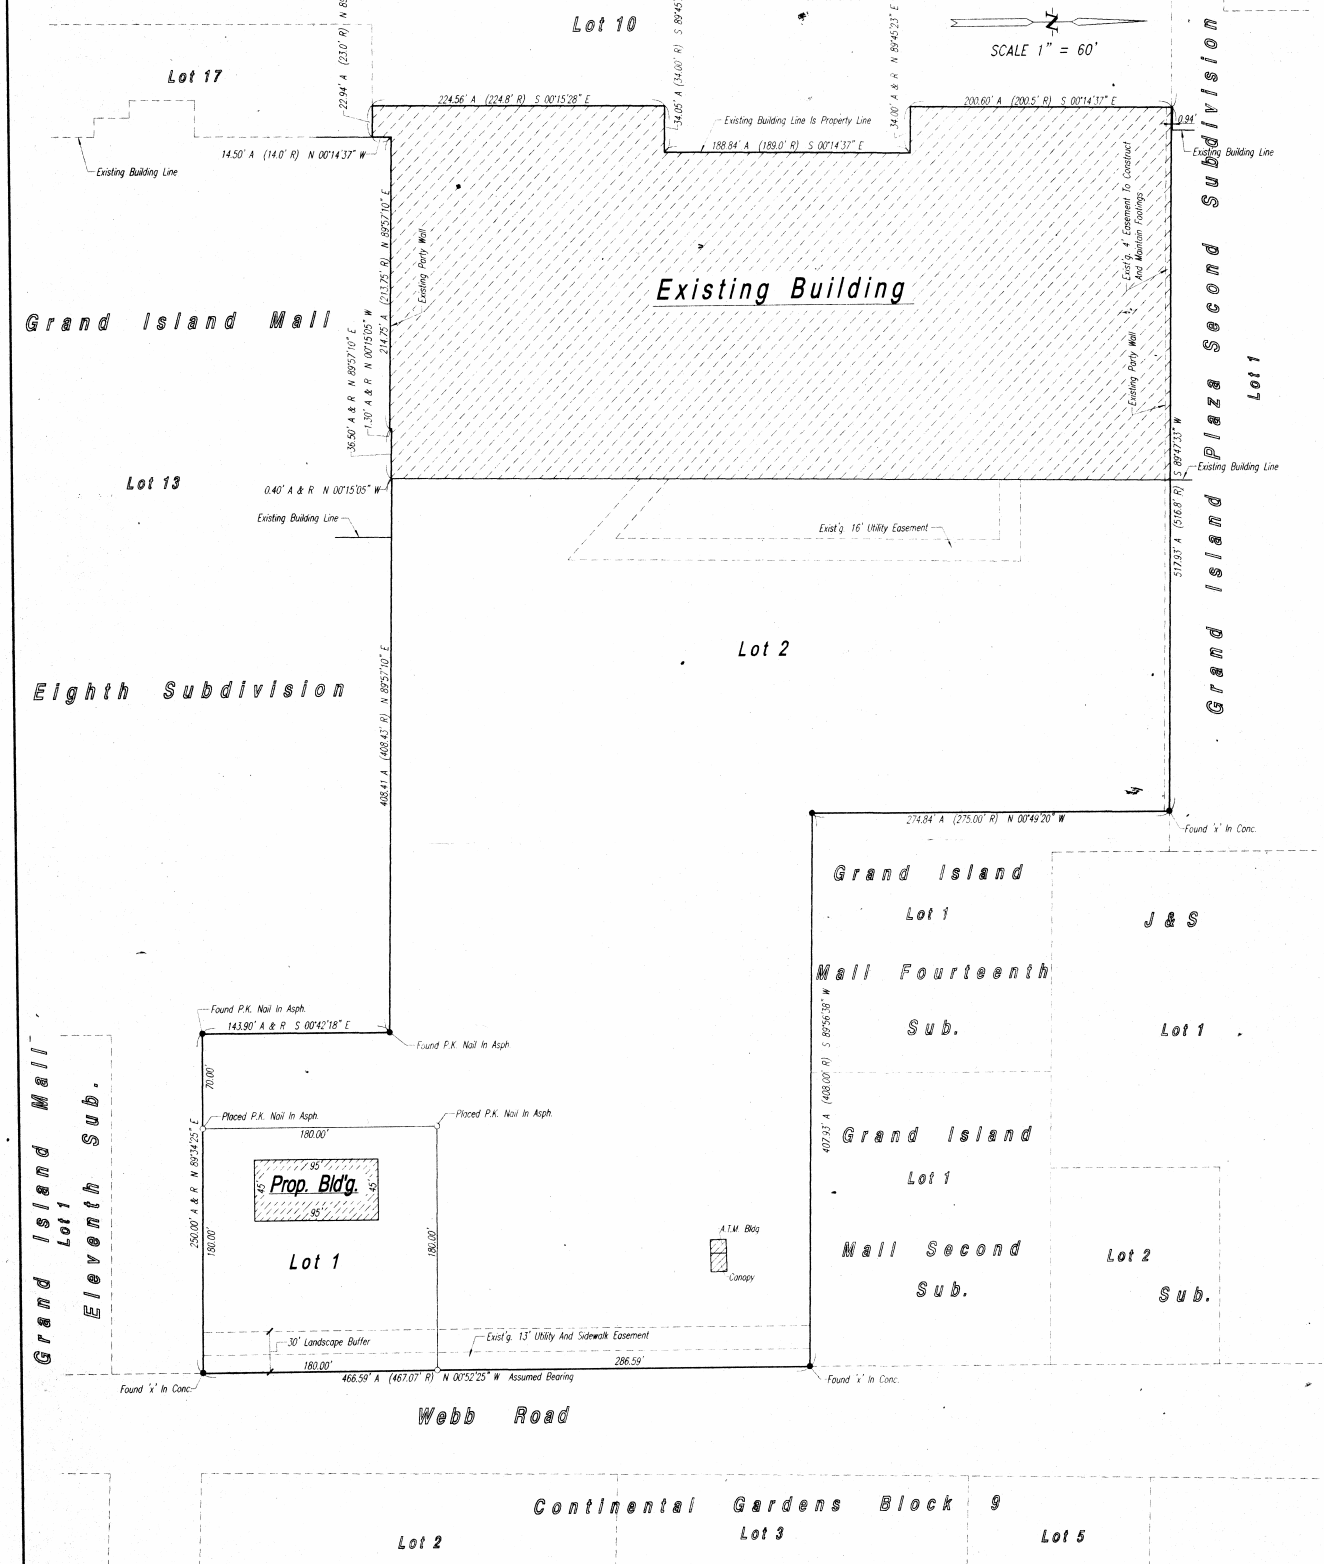 Lot 10
N
SCALE 1" = 60'
Lot 17
22.94' A (23.0' R) N 89
34.05' A (34.00' R) S 89°45'
34.00' A & R N 89°45'23" E
Grand Island Plaza Second Subdivision
Lot 1
224.56' A (224.8' R) S 00°15'28" E
200.60' A (200.5' R) S 00°14'37" E
0.94'
Existing Building Line Is Property Line
188.84' A (189.0' R) S 00°14'37" E
Existing Building Line
14.50' A (14.0' R) N 00°14'37" W
Existing Building Line
Exist'g. 4' Easement To Construct
And Maintain Footings
214.75' A (213.75' R) N 89°57'10" E
Existing Party Wall
Existing Building
Grand Island Mall
36.50' A & R N 89°57'10" E
1.30' A & R N 00°15'05" W
Existing Party Wall
517.93' A (516.8' R) S 89°47'33" W
Existing Building Line
Lot 13
0.40' A & R N 00°15'05" W
Existing Building Line
Exist'g. 16' Utility Easement
Lot 2
Eighth Subdivision
408.41 A (408.43' R) N 89°57'10" E
274.84' A (275.00' R) N 00°49'20" W
Found 'x' In Conc.
Grand Island
Lot 1
Mall Fourteenth
Sub.
J & S
Lot 1
Found P.K. Nail In Asph.
143.90' A & R S 00°42'18" E
Found P.K. Nail In Asph
407.93' A (408.00' R) S 89°56'38" W
Grand Island Mall
Lot 1
Eleventh Sub.
70.00'
250.00' A & R N 89°34'25" E
Placed P.K. Nail In Asph.
Placed P.K. Nail In Asph.
180.00'
95'
45'
Prop. Bld'g.
45'
95'
180.00'
180.00'
Lot 1
Grand Island
Lot 1
Mall Second
Sub.
Lot 2
Sub.
A.T.M. Bldg
Canopy
30' Landscape Buffer
Exist'g. 13' Utility And Sidewalk Easement
180.00'
286.59'
466.59' A (467.07' R) N 00°52'25" W Assumed Bearing
Found 'x' In Conc.
Found 'x' In Conc.
Webb Road
Continental Gardens Block 9
Lot 2
Lot 3
Lot 5